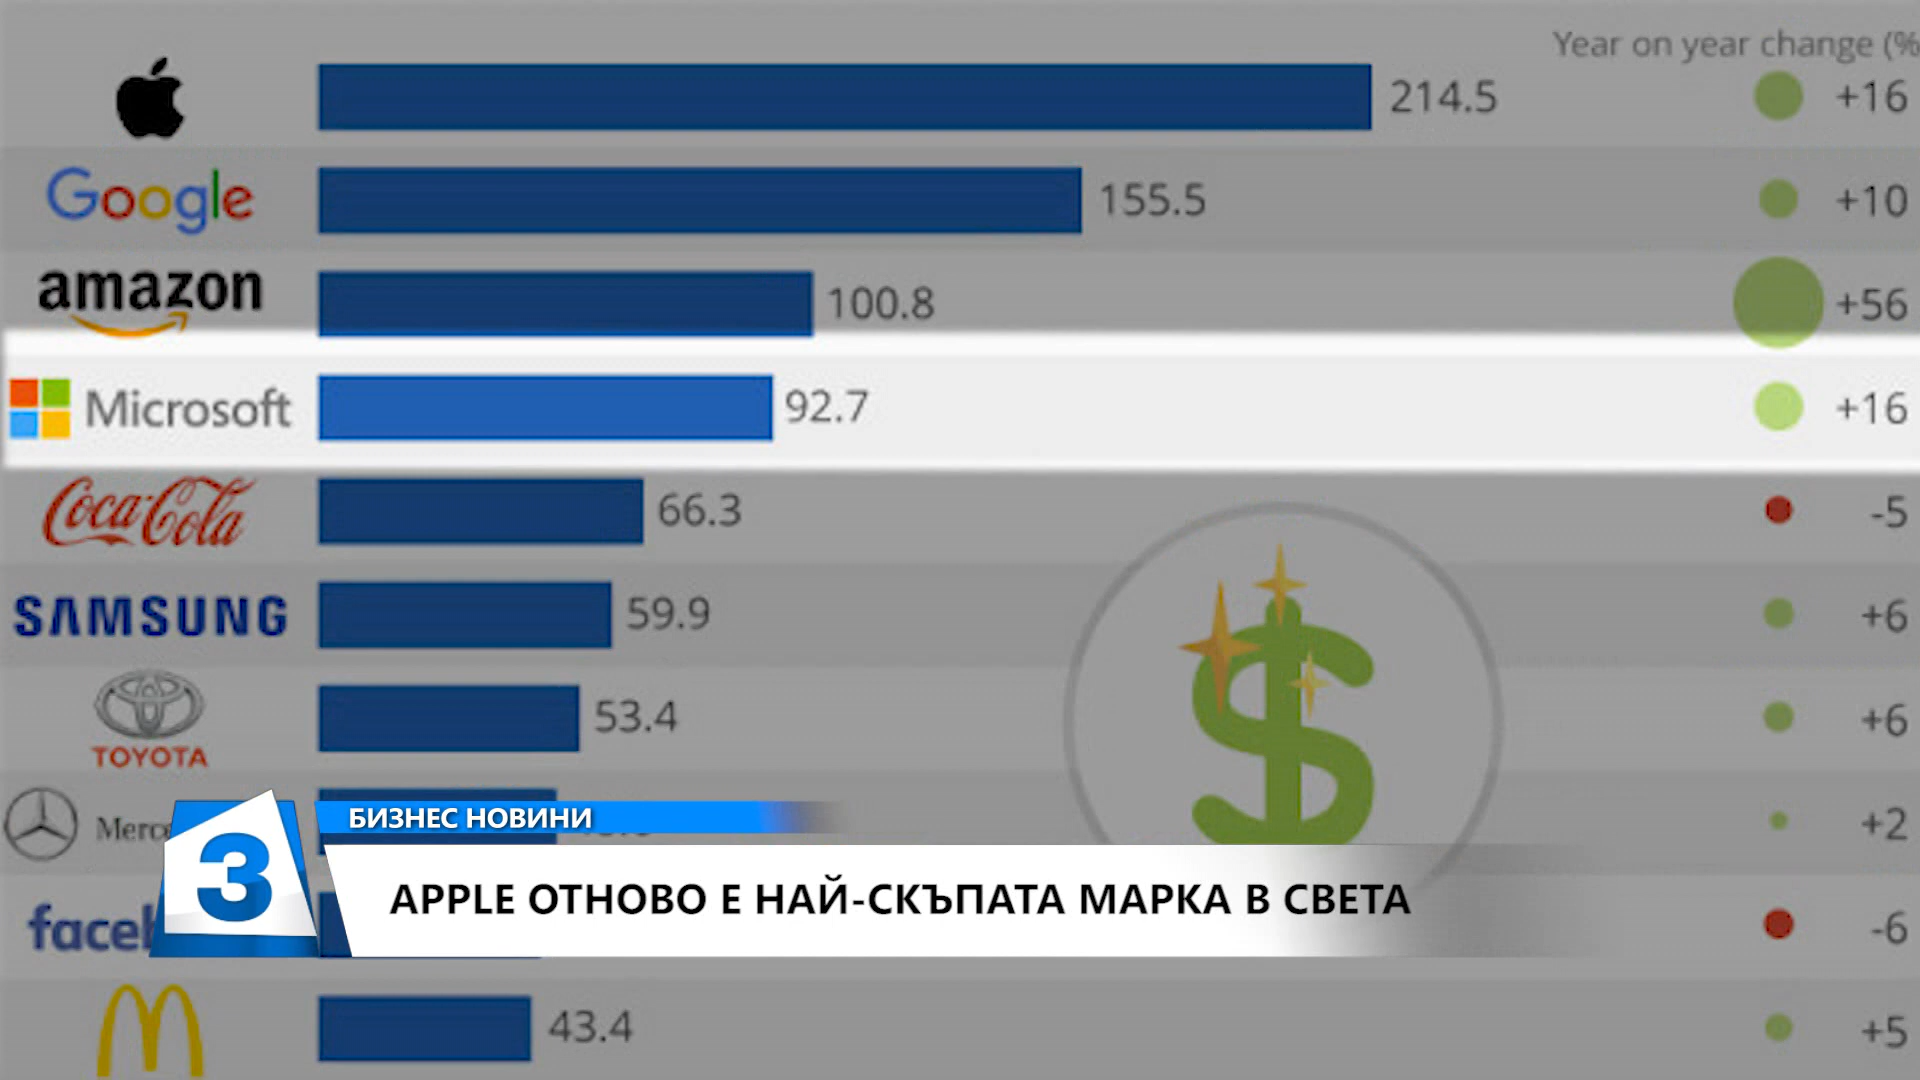 Year on year change (%
214.5 +16
Google 155.5 +10
amazon 100.8 +56
Microsoft 92.7 +16
Coca-Cola 66.3 -5
SAMSUNG 59.9 +6
TOYOTA 53.4 +6
+2
3 БИЗНЕС НОВИНИ
APPLE ОТНОВО Е НАЙ-СКЪПАТА МАРКА В СВЕТА
-6
43.4 +5